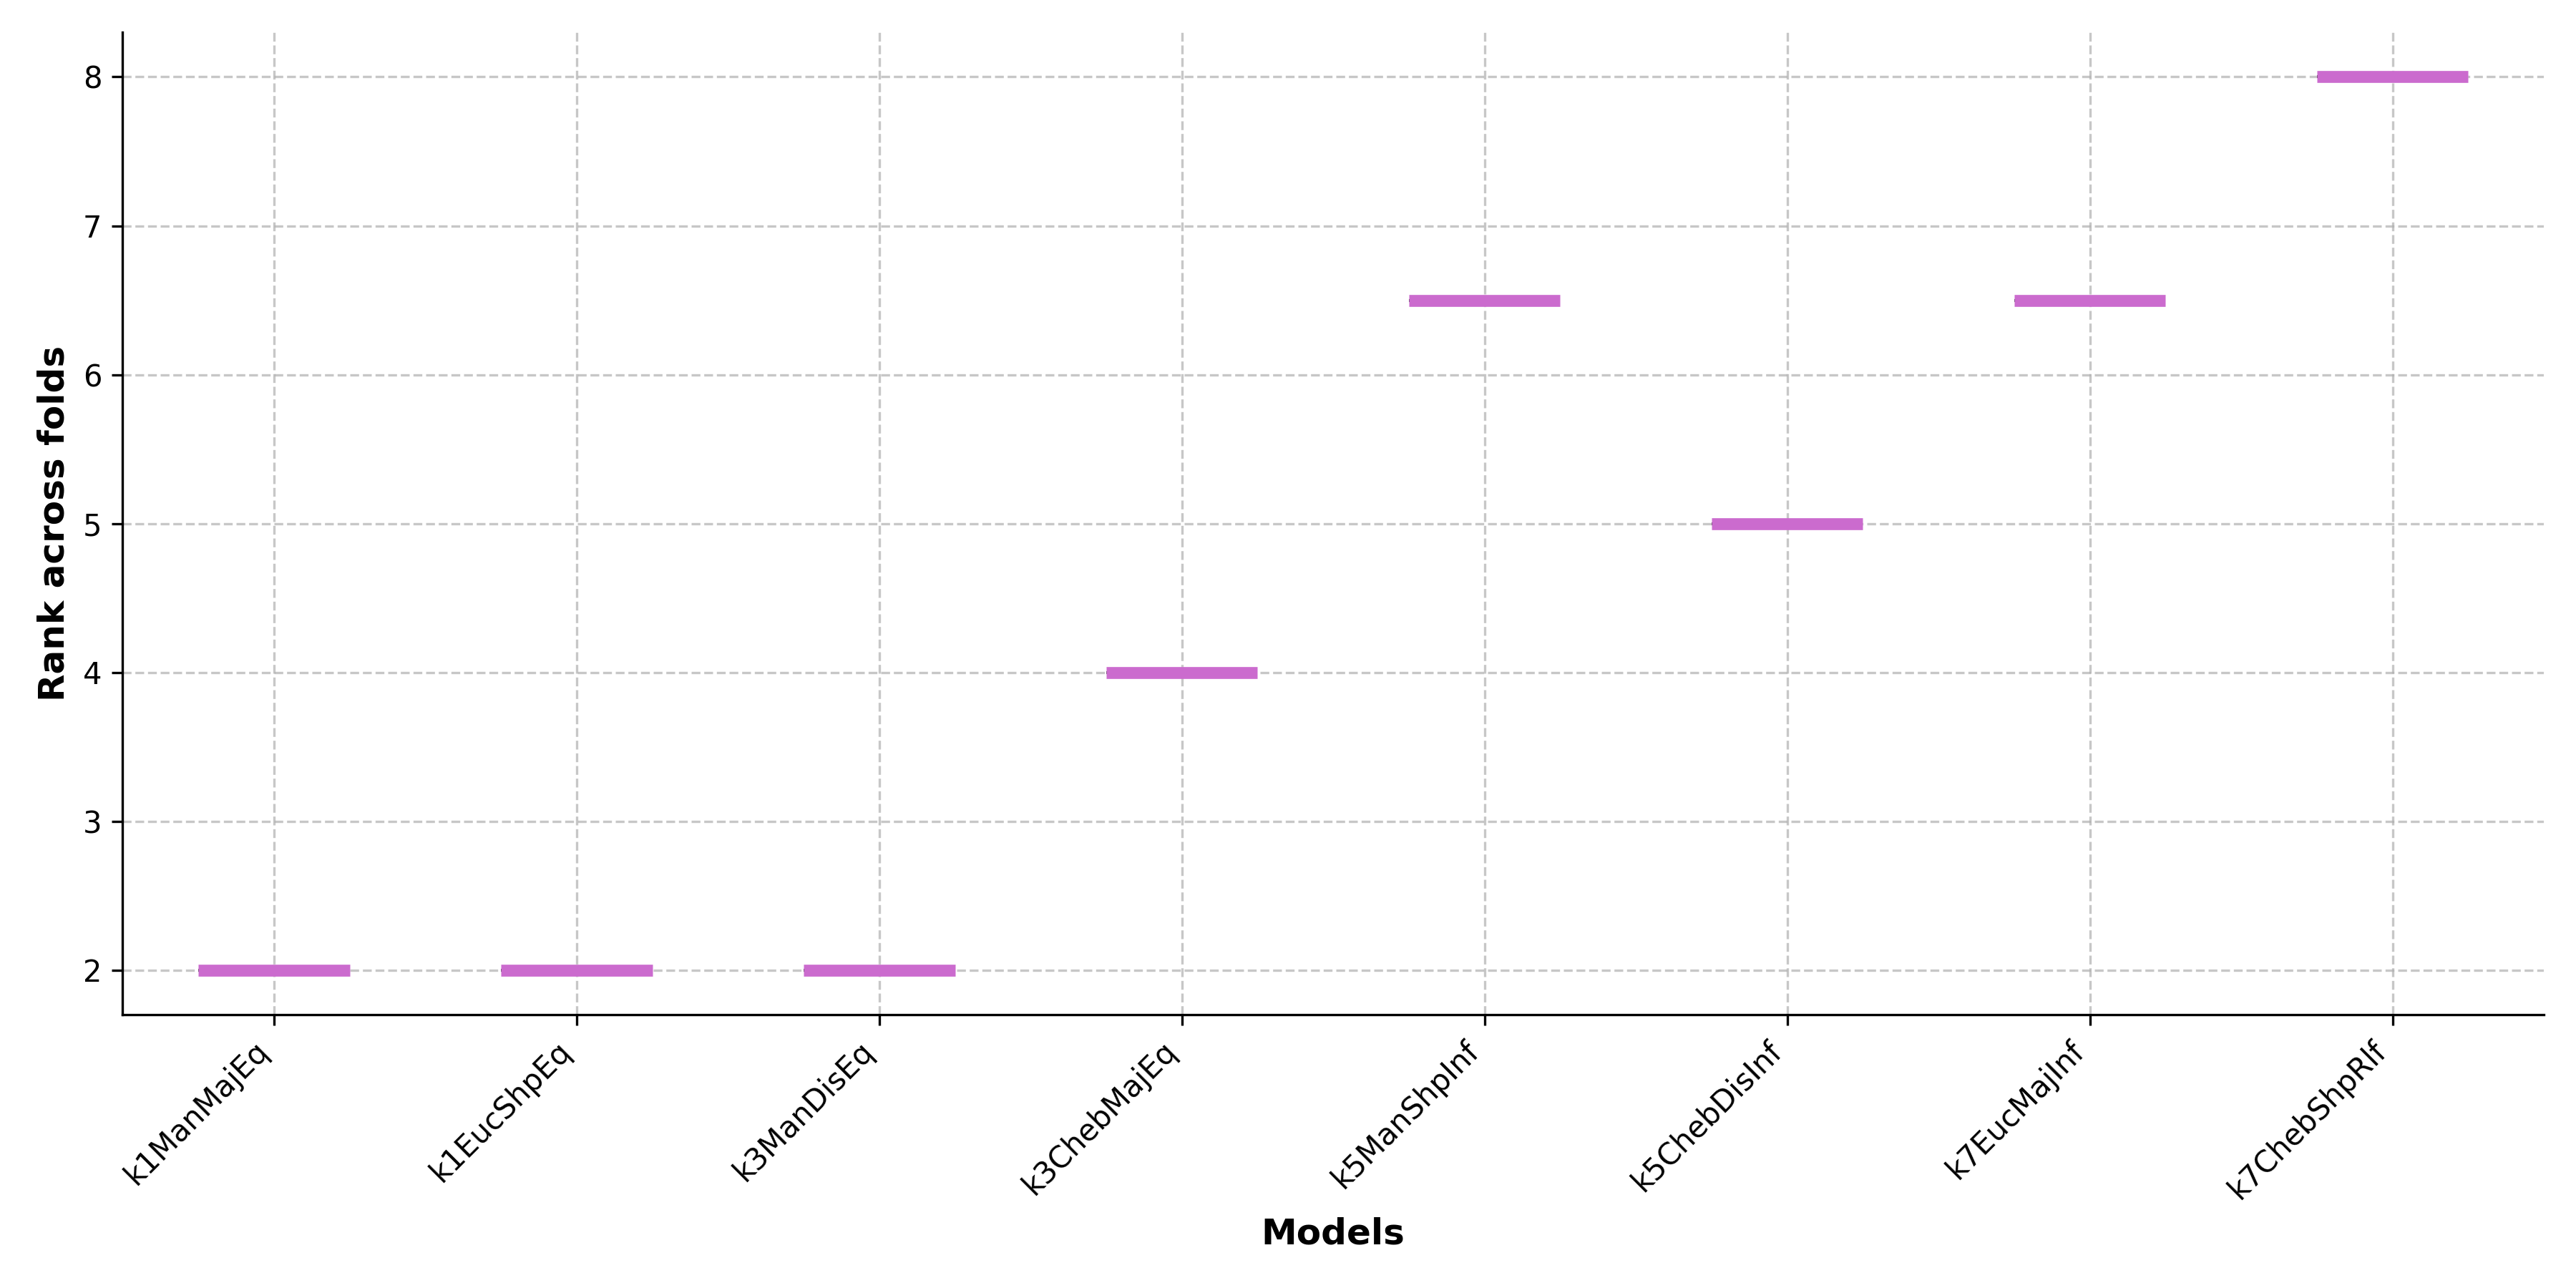 8
7
6
5
4
3
2
Rank across folds
k1ManMajEq
k1EucShpEq
k3ManDisEq
k3ChebMajEq
k5ManShpInf
k5ChebDisInf
k7EucMajInf
k7ChebShpRlf
Models